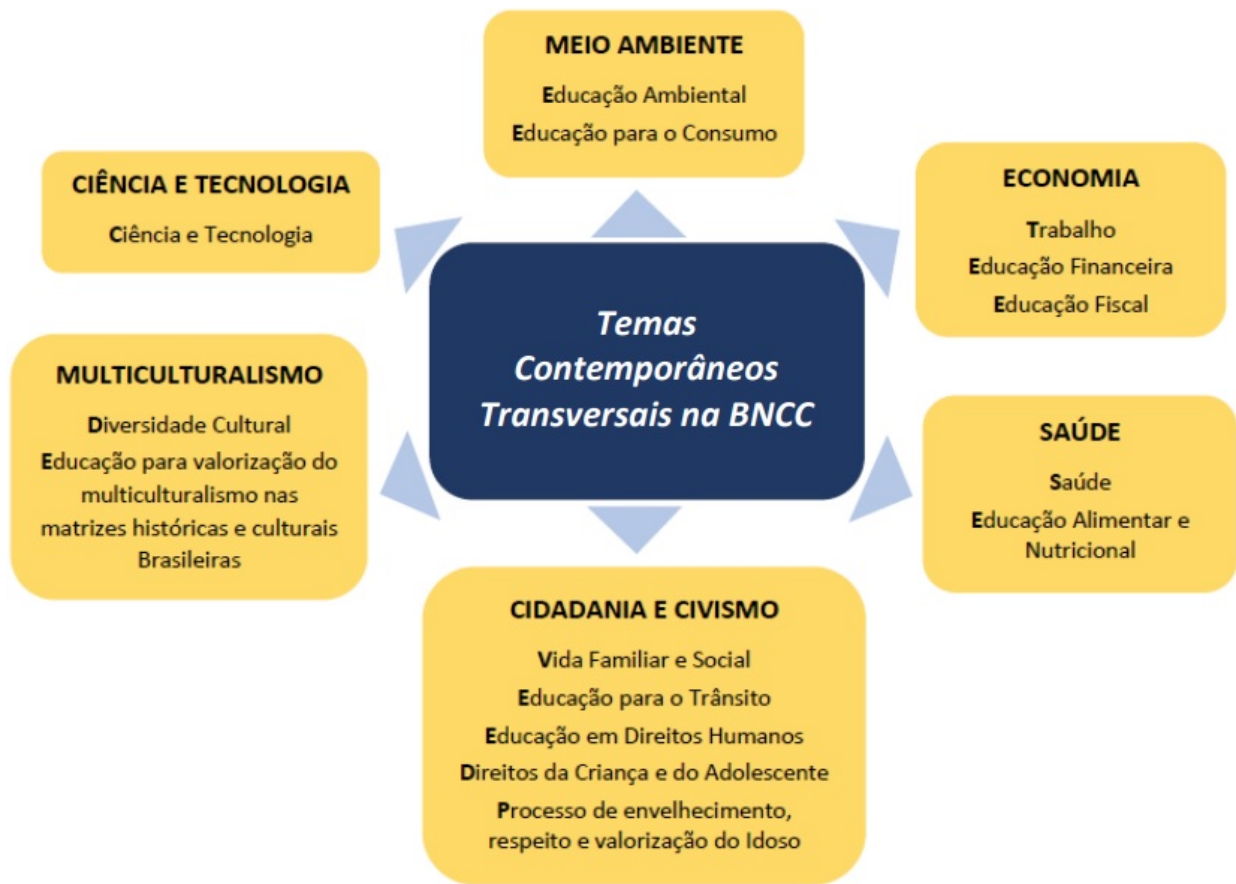 MEIO AMBIENTE
Educação Ambiental
Educação para o Consumo
CIÊNCIA E TECNOLOGIA
Ciência e Tecnologia
ECONOMIA
Trabalho
Educação Financeira
Educação Fiscal
Temas
Contemporâneos
Transversais na BNCC
MULTICULTURALISMO
Diversidade Cultural
Educação para valorização do
multiculturalismo nas
matrizes históricas e culturais
Brasileiras
SAÚDE
Saúde
Educação Alimentar e
Nutricional
CIDADANIA E CIVISMO
Vida Familiar e Social
Educação para o Trânsito
Educação em Direitos Humanos
Direitos da Criança e do Adolescente
Processo de envelhecimento,
respeito e valorização do Idoso